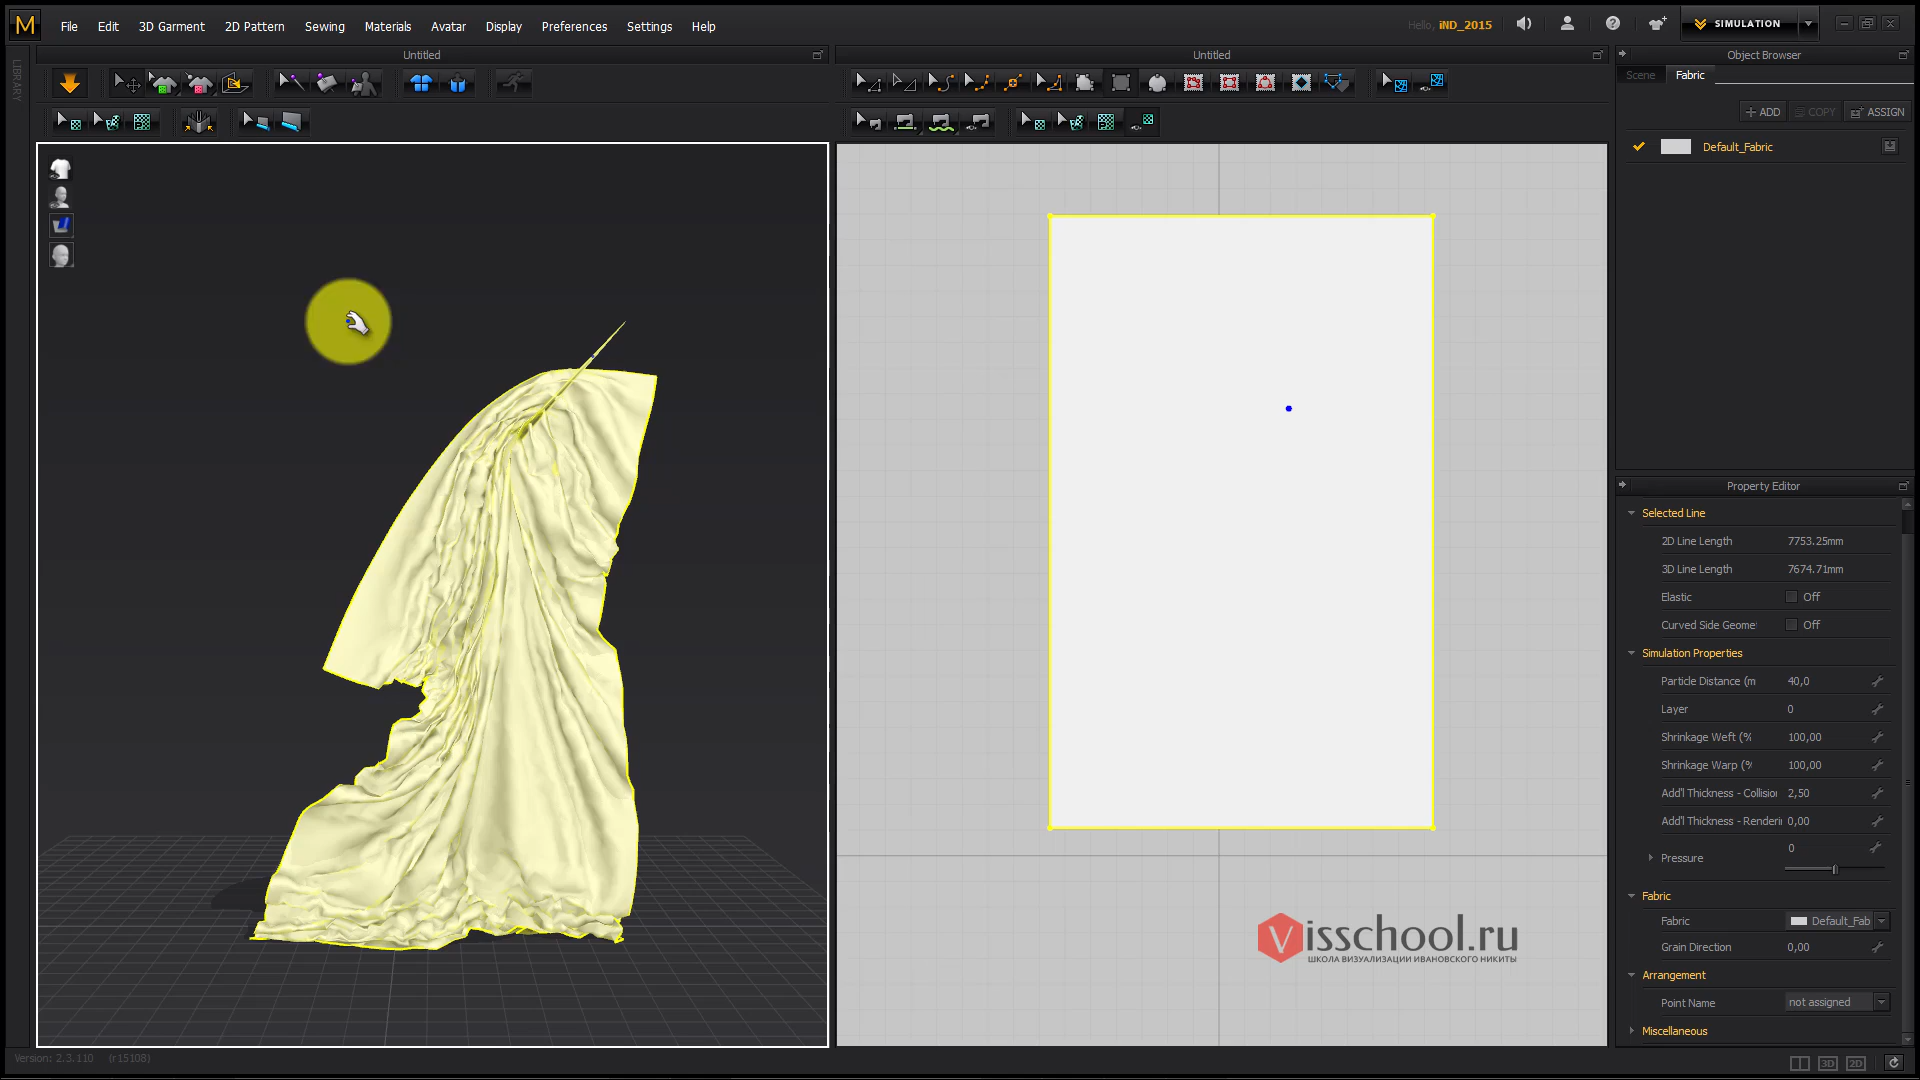 M File Edit 3D Garment 2D Pattern Sewing Materials Avatar Display Preferences Settings Help
Hello, iND_2015
SIMULATION
Untitled
Untitled
Object Browser
LIBRARY
Scene Fabric
ADD COPY ASSIGN
Default_Fabric
Property Editor
Selected Line
2D Line Length 7753.25mm
3D Line Length 7674.71mm
Elastic Off
Curved Side Geome Off
Simulation Properties
Particle Distance (m 40,0
Layer 0
Shrinkage Weft (% 100,00
Shrinkage Warp (% 100,00
Add'l Thickness - Collision 2,50
Add'l Thickness - Renderi 0,00
Pressure 0
Fabric
Fabric Default_Fab
Grain Direction 0,00
Arrangement
Point Name not assigned
Miscellaneous
Visschool.ru
ШКОЛА ВИЗУАЛИЗАЦИИ ИВАНОВСКОГО НИКИТЫ
Version: 2.3.110 (r15108)
3D 2D